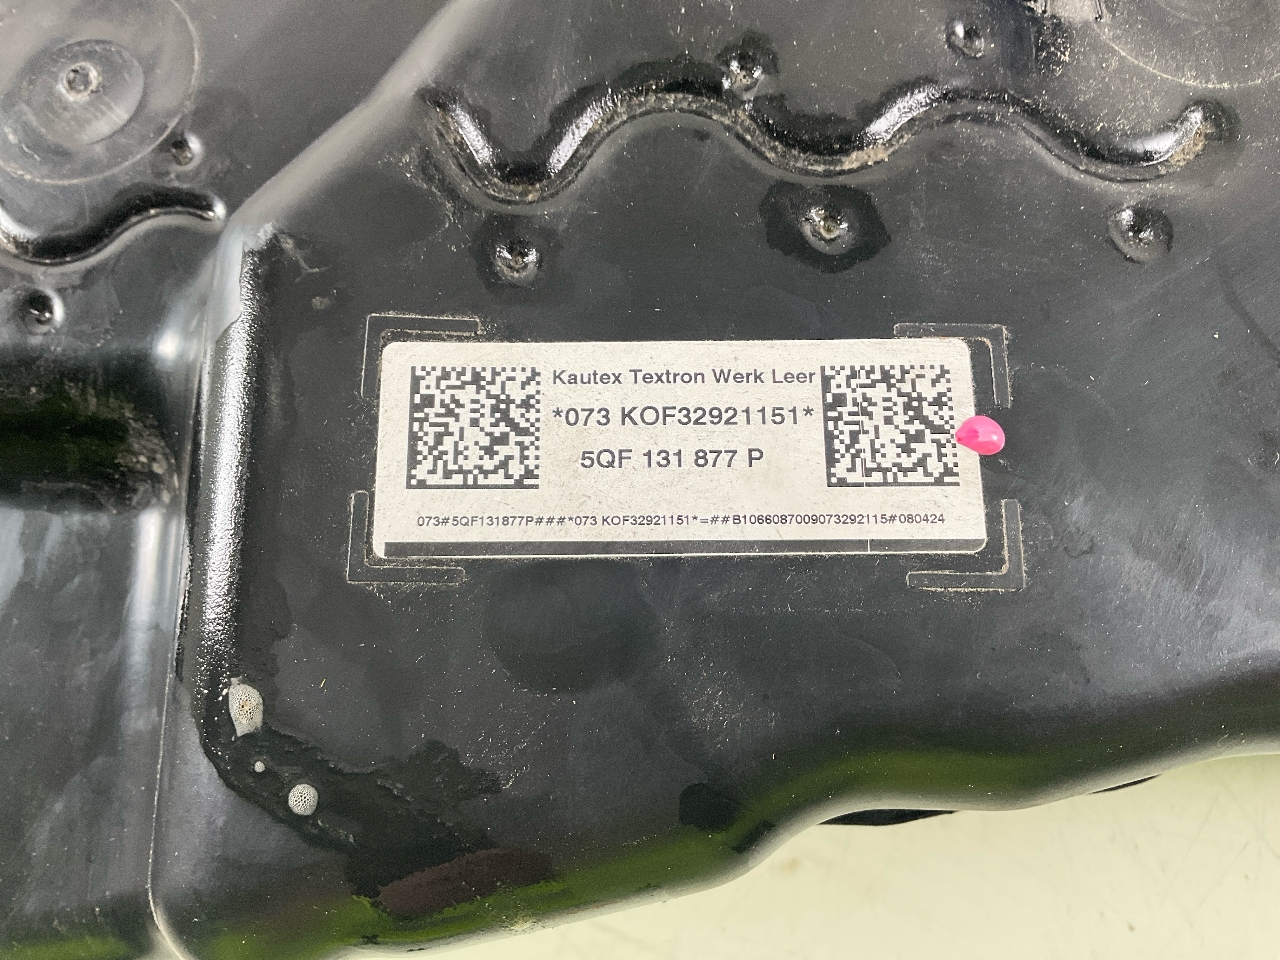 Kautex Textron Werk Leer
*073 KOF32921151*
5QF 131 877 P
073#5QF131877P###*073 KOF32921151*=##B1066087009073292115#080424